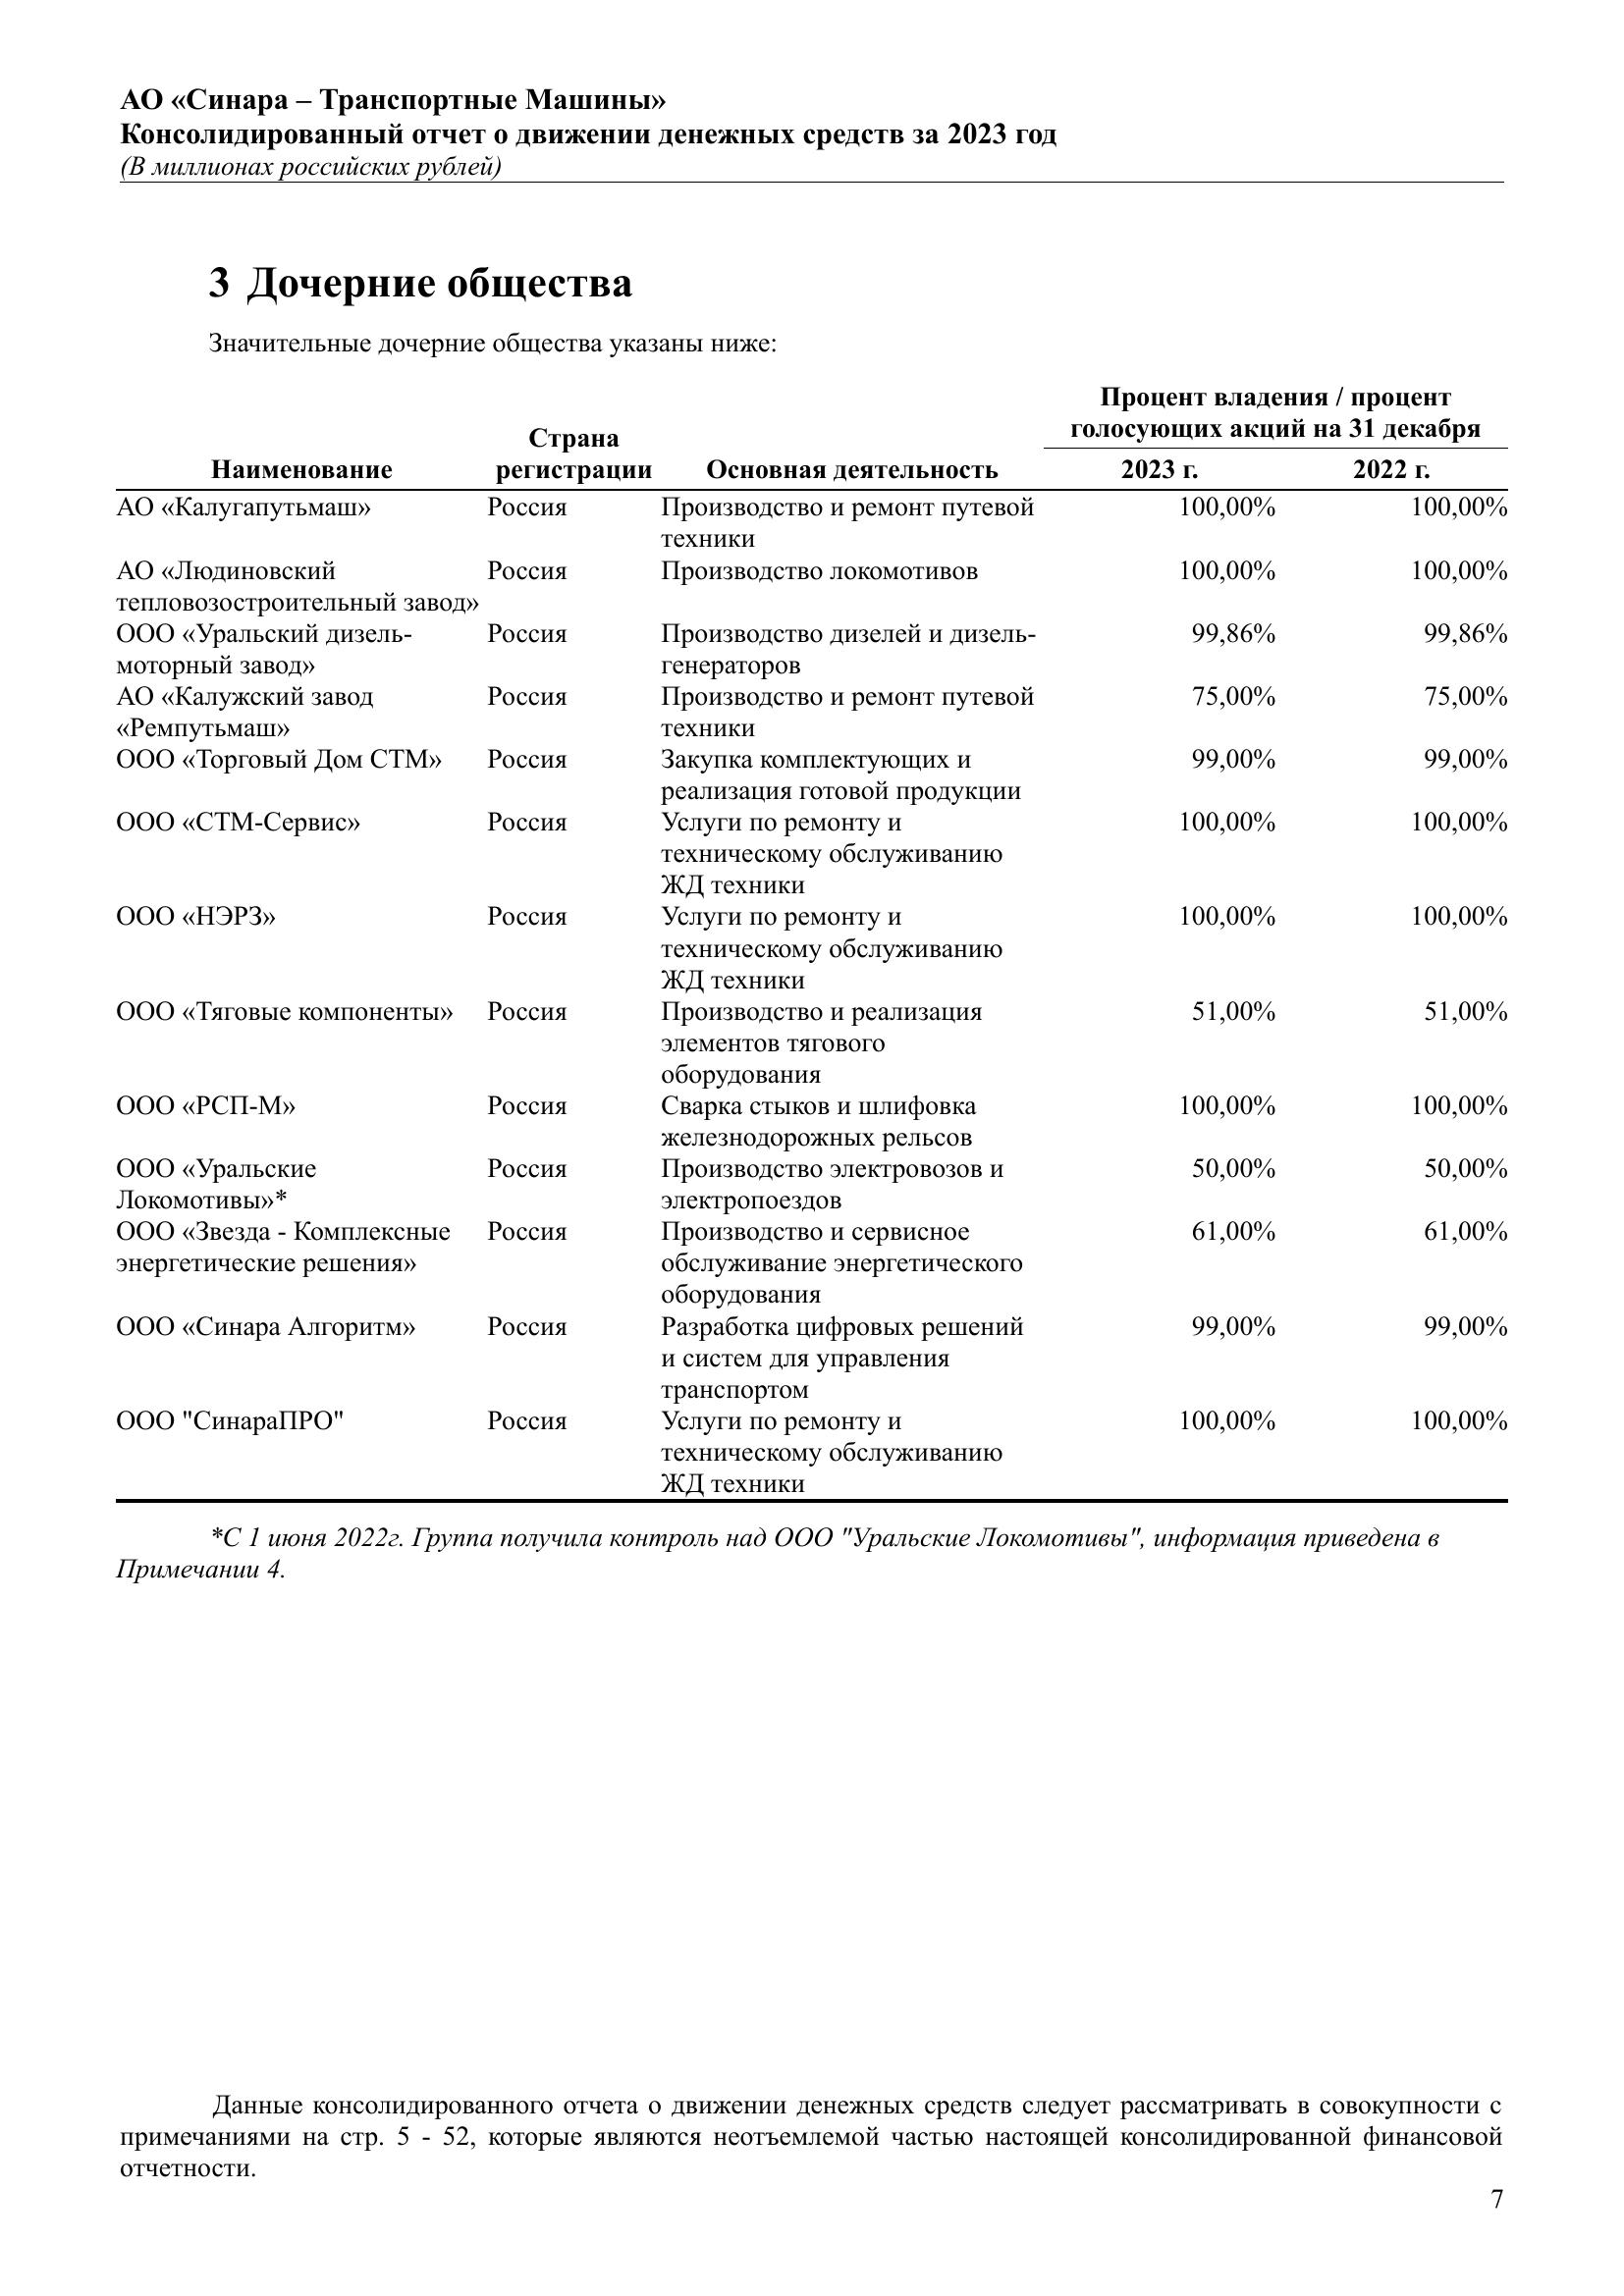 АО «Синара – Транспортные Машины»
Консолидированный отчет о движении денежных средств за 2023 год
(В миллионах российских рублей)
3 Дочерние общества
Значительные дочерние общества указаны ниже:
Процент владения / процент
голосующих акций на 31 декабря
Страна
Наименование регистрации Основная деятельность 2023 г. 2022 г.
АО «Калугапутьмаш» Россия Производство и ремонт путевой 100,00% 100,00%
техники
АО «Людиновский Россия Производство локомотивов 100,00% 100,00%
тепловозостроительный завод»
ООО «Уральский дизель- Россия Производство дизелей и дизель- 99,86% 99,86%
моторный завод» генераторов
АО «Калужский завод Россия Производство и ремонт путевой 75,00% 75,00%
«Ремпутьмаш» техники
ООО «Торговый Дом СТМ» Россия Закупка комплектующих и 99,00% 99,00%
реализация готовой продукции
ООО «СТМ-Сервис» Россия Услуги по ремонту и 100,00% 100,00%
техническому обслуживанию
ЖД техники
ООО «НЭРЗ» Россия Услуги по ремонту и 100,00% 100,00%
техническому обслуживанию
ЖД техники
ООО «Тяговые компоненты» Россия Производство и реализация 51,00% 51,00%
элементов тягового
оборудования
ООО «РСП-М» Россия Сварка стыков и шлифовка 100,00% 100,00%
железнодорожных рельсов
ООО «Уральские Россия Производство электровозов и 50,00% 50,00%
Локомотивы»* электропоездов
ООО «Звезда - Комплексные Россия Производство и сервисное 61,00% 61,00%
энергетические решения» обслуживание энергетического
оборудования
ООО «Синара Алгоритм» Россия Разработка цифровых решений 99,00% 99,00%
и систем для управления
транспортом
ООО "СинараПРО" Россия Услуги по ремонту и 100,00% 100,00%
техническому обслуживанию
ЖД техники
*С 1 июня 2022г. Группа получила контроль над ООО "Уральские Локомотивы", информация приведена в
Примечании 4.
Данные консолидированного отчета о движении денежных средств следует рассматривать в совокупности с
примечаниями на стр. 5 - 52, которые являются неотъемлемой частью настоящей консолидированной финансовой
отчетности.
7